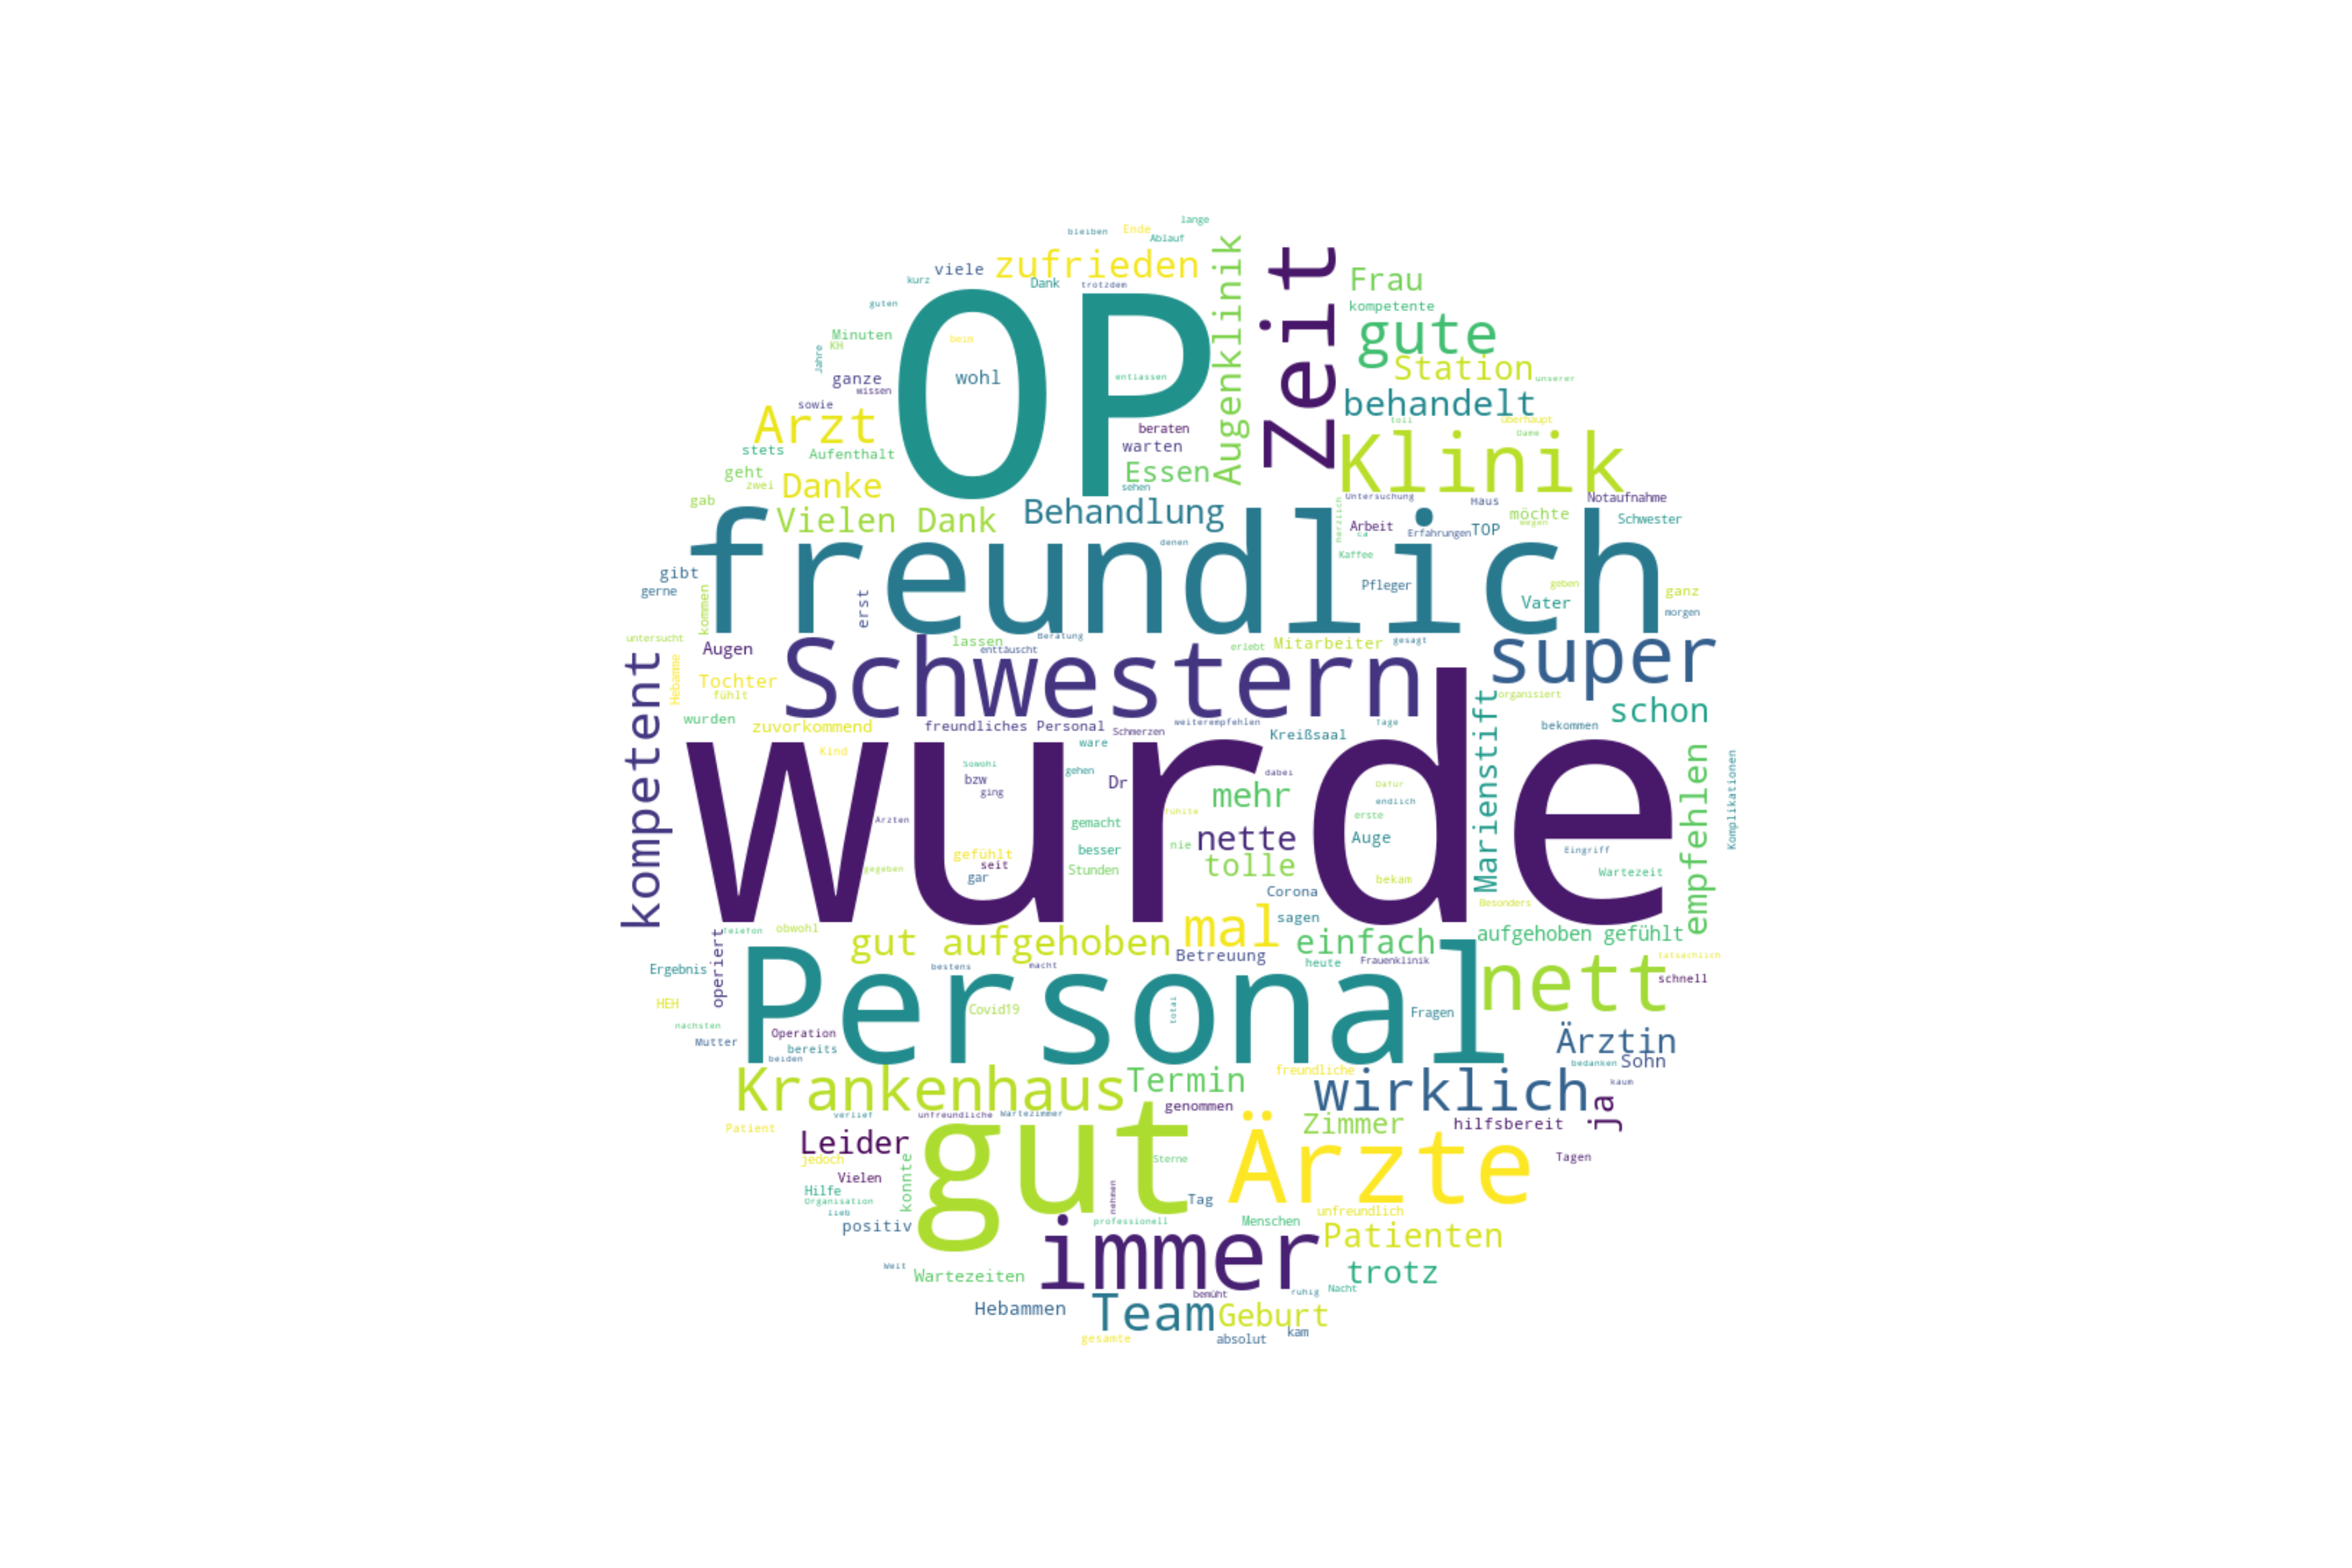 lange
bleiben
Ende
Ablauf
zufrieden
viele
kurz
Dank
trotzdem
guten
OP
Augenklinik
Zeit
Frau
kompetente
gute
Station
unserer
behandelt
Minuten
KH
Jahre
beim
wohl
entlassen
ganze
wissen
sowie
Arzt
stets
Aufenthalt
beraten
warten
Essen
sehen
toll
überhaupt
Dame
Klinik
geht
zwei
Danke
gab
Vielen Dank
Behandlung
Untersuchung
Haus
Notaufnahme
herzlich
Arbeit
ca
Erfahrungen
TOP
möchte
wegen
Schwester
freundlich
denen
Kaffee
Pfleger
geben
Vater
ganz
morgen
gibt
gerne
kommen
erst
untersucht
Augen
Hebamme
Tochter
fühlt
wurden
lassen
enttäuscht
Beratung
erlebt
Mitarbeiter
gesagt
Schwestern
super
organisiert
schon
kompetent
zuvorkommend
freundliches Personal
Schmerzen
weiterempfehlen
Tage
bekommen
Kreißsaal
Marienstift
empfehlen
Komplikationen
wurde
Kind
Sowohl
bzw
ging
ware
gehen
Dr
dabei
mehr
Dafur
endlich
erste
Arzten
gemacht
fühlte
nette
Auge
Eingriff
besser
nie
tolle
gefühlt
seit
gar
gegeben
Stunden
bekam
Wartezeit
Corona
Besonders
Telefon
obwohl
gut aufgehoben
mal
sagen
einfach
aufgehoben gefühlt
Betreuung
heute
Frauenklinik
tatsächlich
operiert
Ergebnis
bestens
macht
Personal
nett
schnell
HEH
Covid19
total
Fragen
nächsten
Mutter
Operation
bereits
beiden
Ärztin
bedanken
Sohn
Krankenhaus
Termin
freundliche
wirklich
kaum
ja
genommen
verlief
unfreundliche
Wartezimmer
Patient
Leider
gut
Zimmer
hilfsbereit
Ärzte
jedoch
Vielen
konnte
Sterne
Tagen
Hilfe
Organisation
lieb
nehmen
Tag
positiv
professionell
Menschen
unfreundlich
immer
Patienten
Weit
Wartezeiten
trotz
bemüht
ruhig
Nacht
Hebammen
Team
Geburt
gesamte
absolut
kam